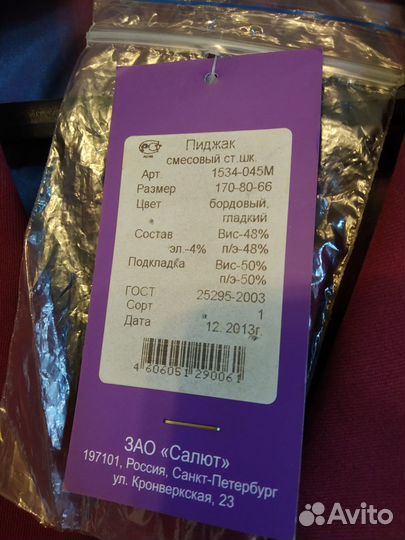 Пиджак
смесовый ст.шк.
Арт. 1534-045М
Размер 170-80-66
Цвет бордовый,
гладкий
Состав Вис-48%
эл.-4% п/э-48%
Подкладка Вис-50%
п/э-50%
ГОСТ 25295-2003
Сорт 1
Дата 12. 2013г.
4 606051 290061
ЗАО «Салют»
197101, Россия, Санкт-Петербург
ул. Кронверкская, 23
Avito